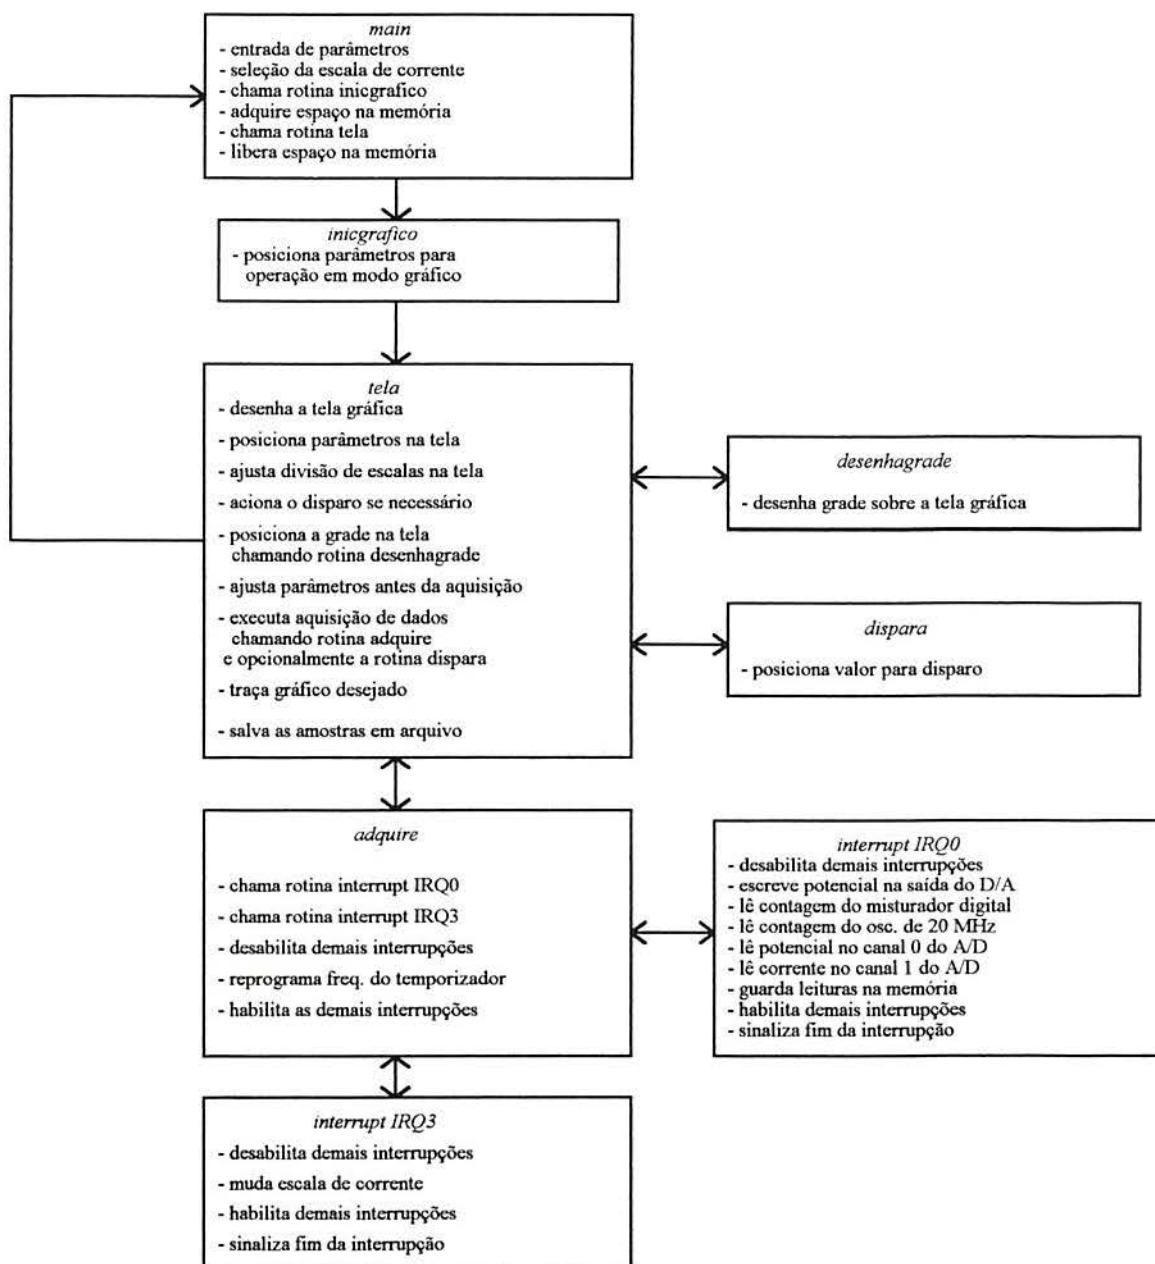 main
- entrada de parâmetros
- seleção da escala de corrente
- chama rotina inicgrafico
- adquire espaço na memória
- chama rotina tela
- libera espaço na memória
inicgrafico
- posiciona parâmetros para
operação em modo gráfico
tela
- desenha a tela gráfica
- posiciona parâmetros na tela
- ajusta divisão de escalas na tela
- aciona o disparo se necessário
- posiciona a grade na tela
chamando rotina desenhagrade
- ajusta parâmetros antes da aquisição
- executa aquisição de dados
chamando rotina adquire
e opcionalmente a rotina dispara
- traça gráfico desejado
- salva as amostras em arquivo
desenhagrade
- desenha grade sobre a tela gráfica
dispara
- posiciona valor para disparo
adquire
- chama rotina interrupt IRQ0
- chama rotina interrupt IRQ3
- desabilita demais interrupções
- reprograma freq. do temporizador
- habilita as demais interrupções
interrupt IRQ0
- desabilita demais interrupções
- escreve potencial na saída do D/A
- lê contagem do misturador digital
- lê contagem do osc. de 20 MHz
- lê potencial no canal 0 do A/D
- lê corrente no canal 1 do A/D
- guarda leituras na memória
- habilita demais interrupções
- sinaliza fim da interrupção
interrupt IRQ3
- desabilita demais interrupções
- muda escala de corrente
- habilita demais interrupções
- sinaliza fim da interrupção